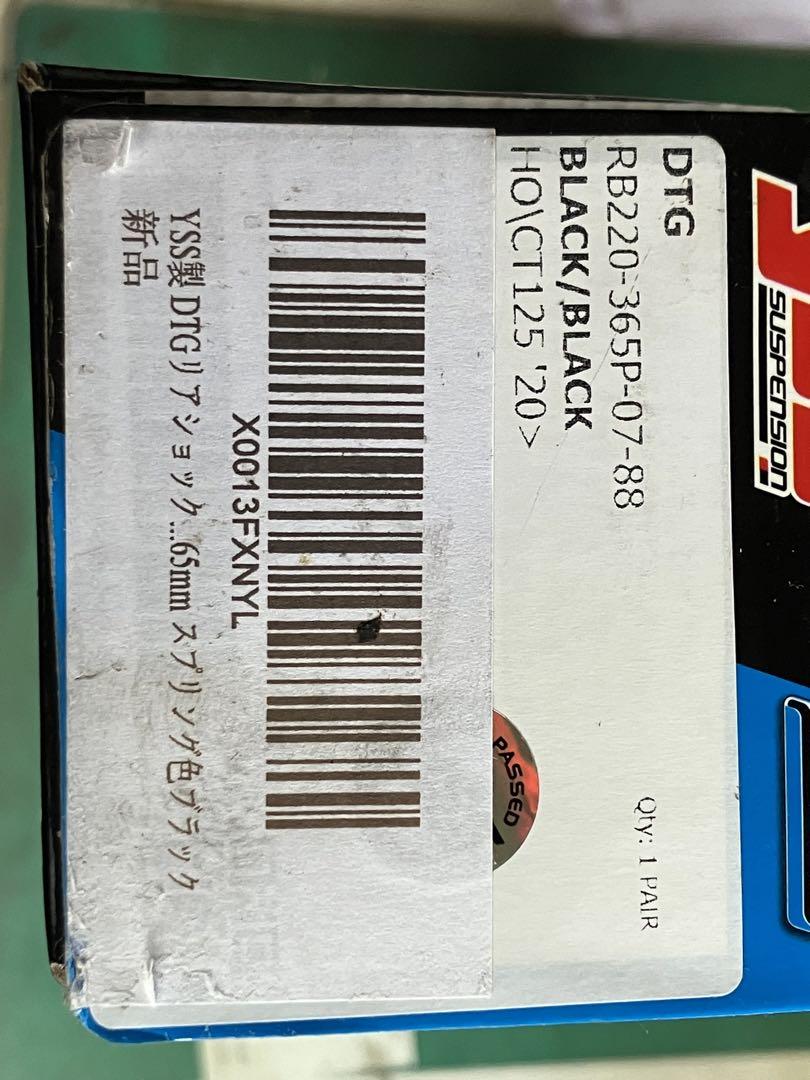 SUSPENSION
DTG
RB220-365P-07-88
Qty: 1 PAIR
BLACK/BLACK
HO\CT125 '20>
PASSED
X0013FXNYL
YSS製 DTGリアショック...65mm スプリング色ブラック
新品